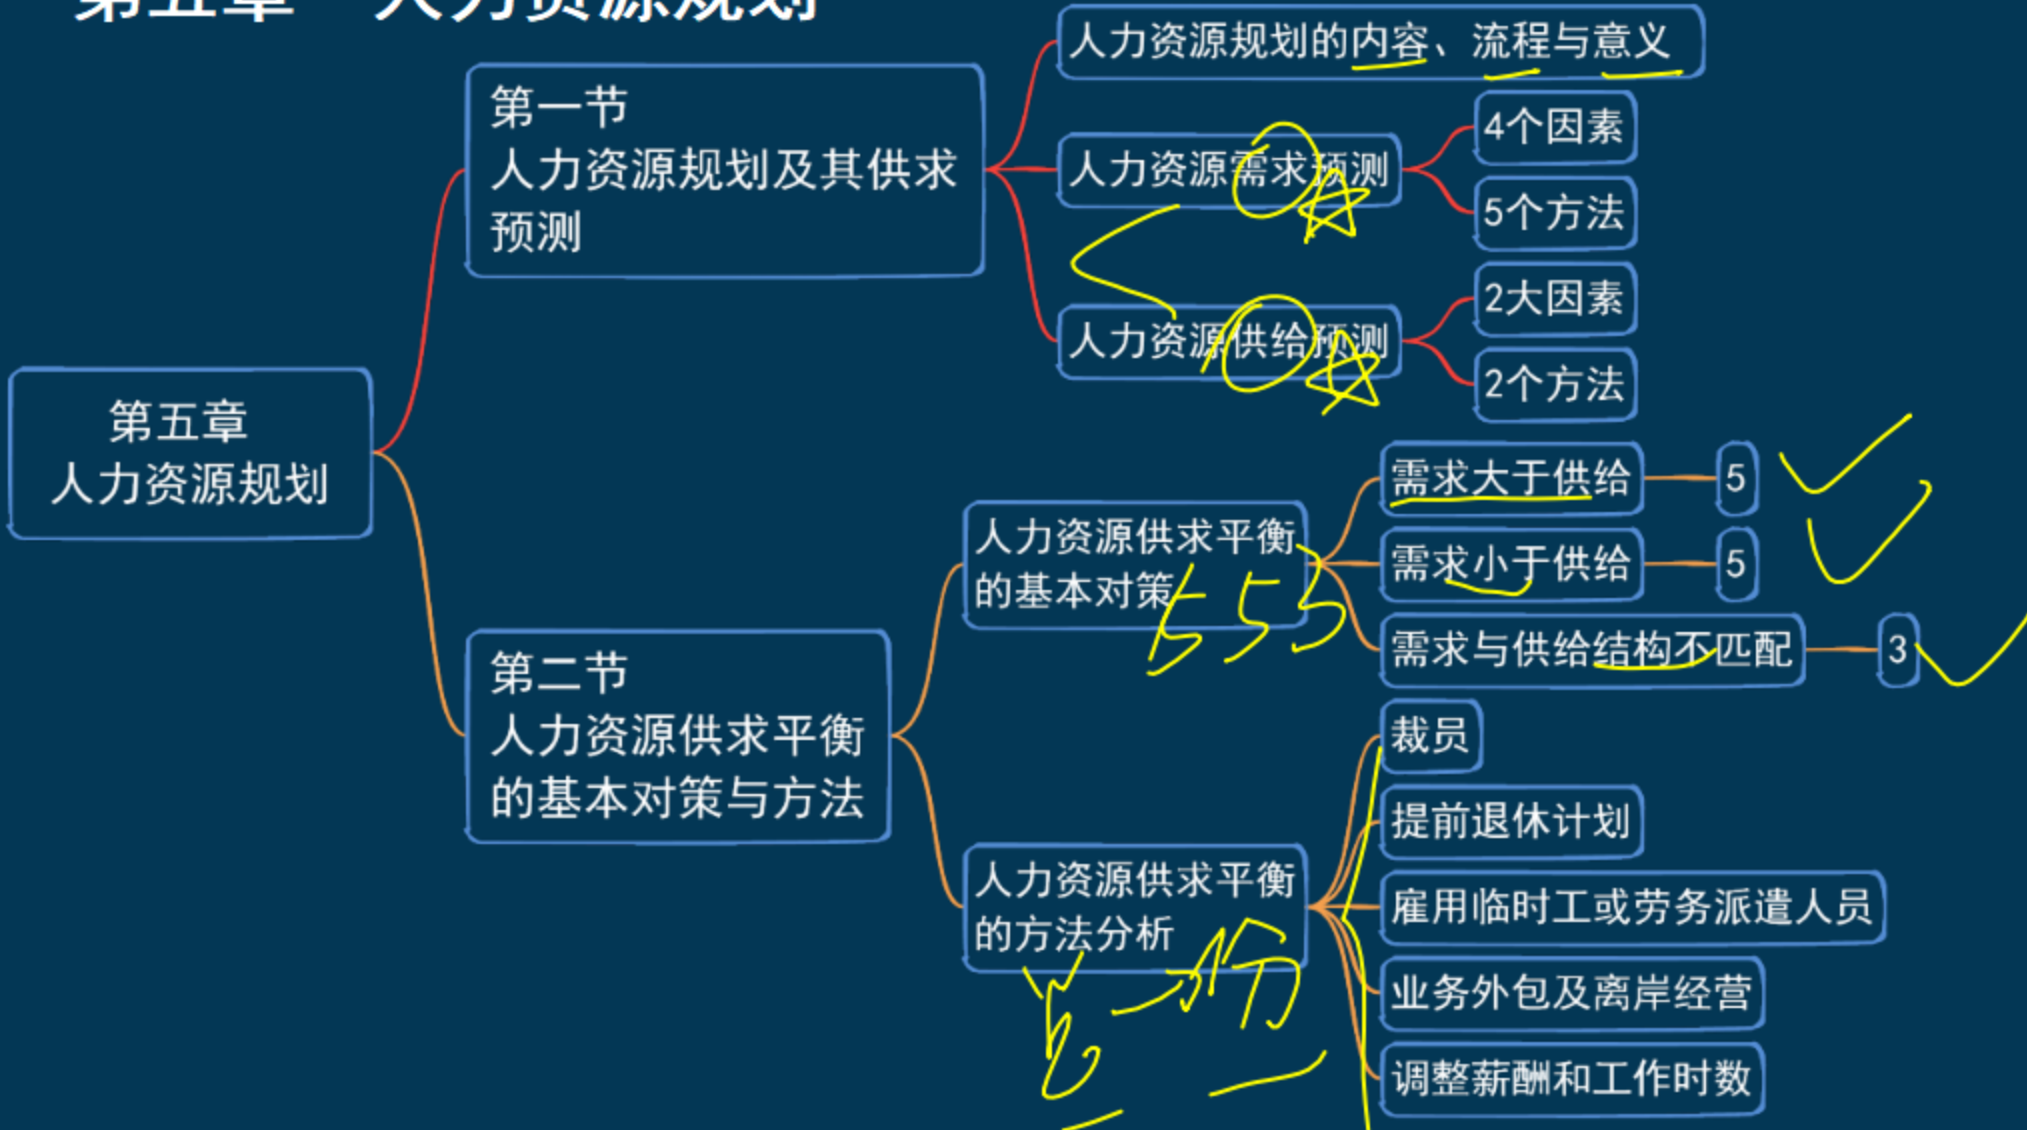 第五章 人力资源规划
人力资源规划的内容、流程与意义
第一节
人力资源规划及其供求
预测
4个因素
人力资源需求预测
5个方法
2大因素
人力资源供给预测
2个方法
第五章
人力资源规划
需求大于供给
5
人力资源供求平衡
的基本对策
需求小于供给
5
555
需求与供给结构不匹配
3
第二节
人力资源供求平衡
的基本对策与方法
裁员
提前退休计划
人力资源供求平衡
的方法分析
雇用临时工或劳务派遣人员
业务外包及离岸经营
调整薪酬和工作时数